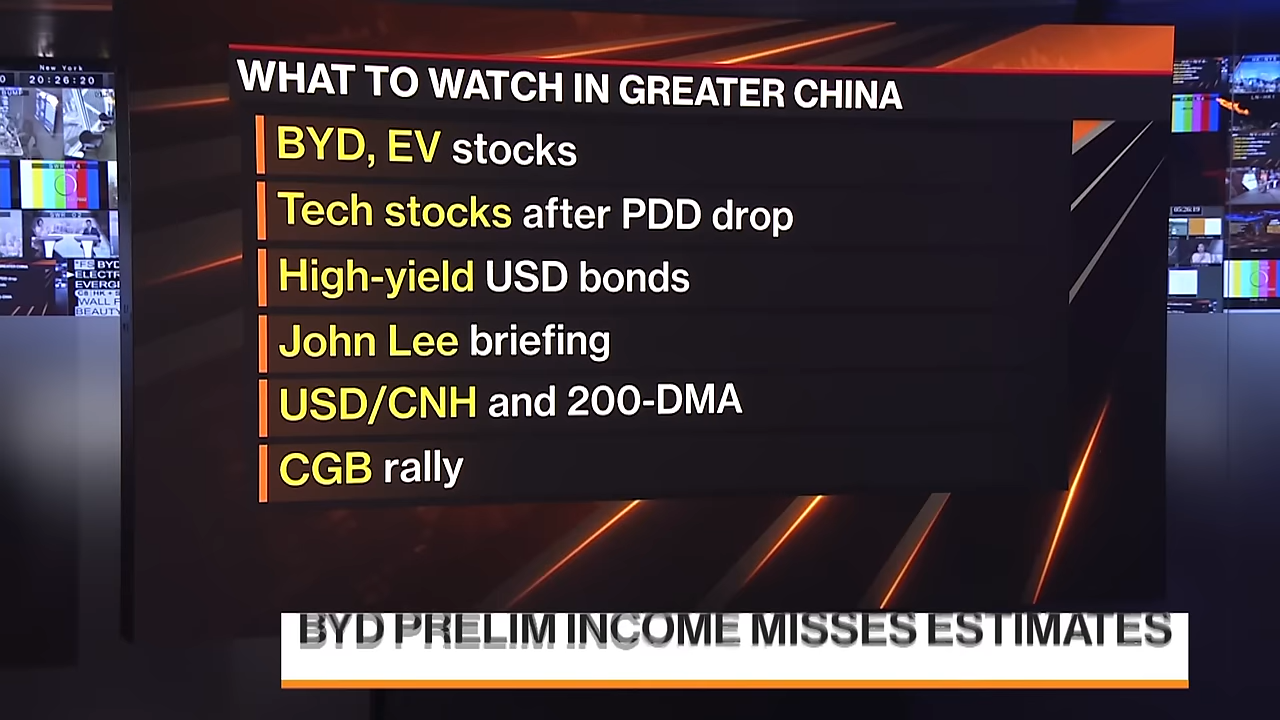 New York
20:26:20
WHAT TO WATCH IN GREATER CHINA
BYD, EV stocks
Tech stocks after PDD drop
High-yield USD bonds
John Lee briefing
USD/CNH and 200-DMA
CGB rally
BYD PRELIM INCOME MISSES ESTIMATES